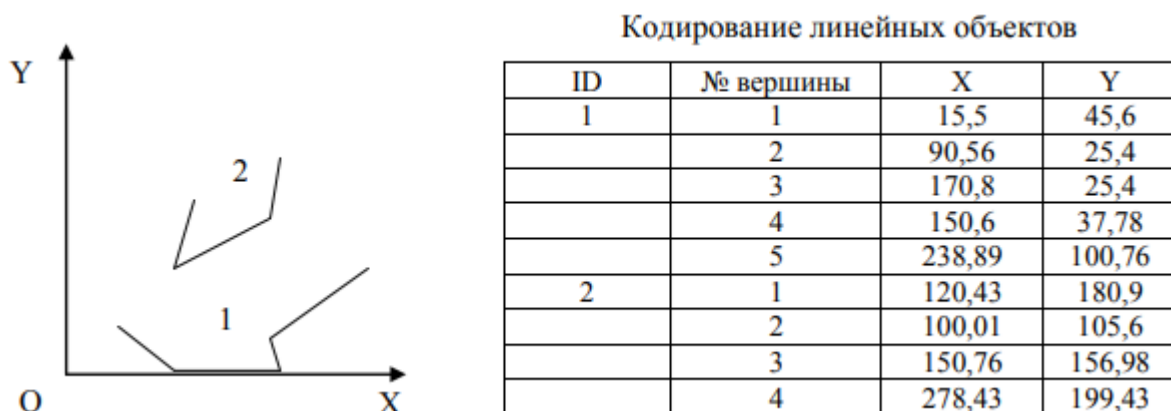 Y
2
1
O
X
Кодирование линейных объектов
ID № вершины X Y
1 1 15,5 45,6
2 90,56 25,4
3 170,8 25,4
4 150,6 37,78
5 238,89 100,76
2 1 120,43 180,9
2 100,01 105,6
3 150,76 156,98
4 278,43 199,43